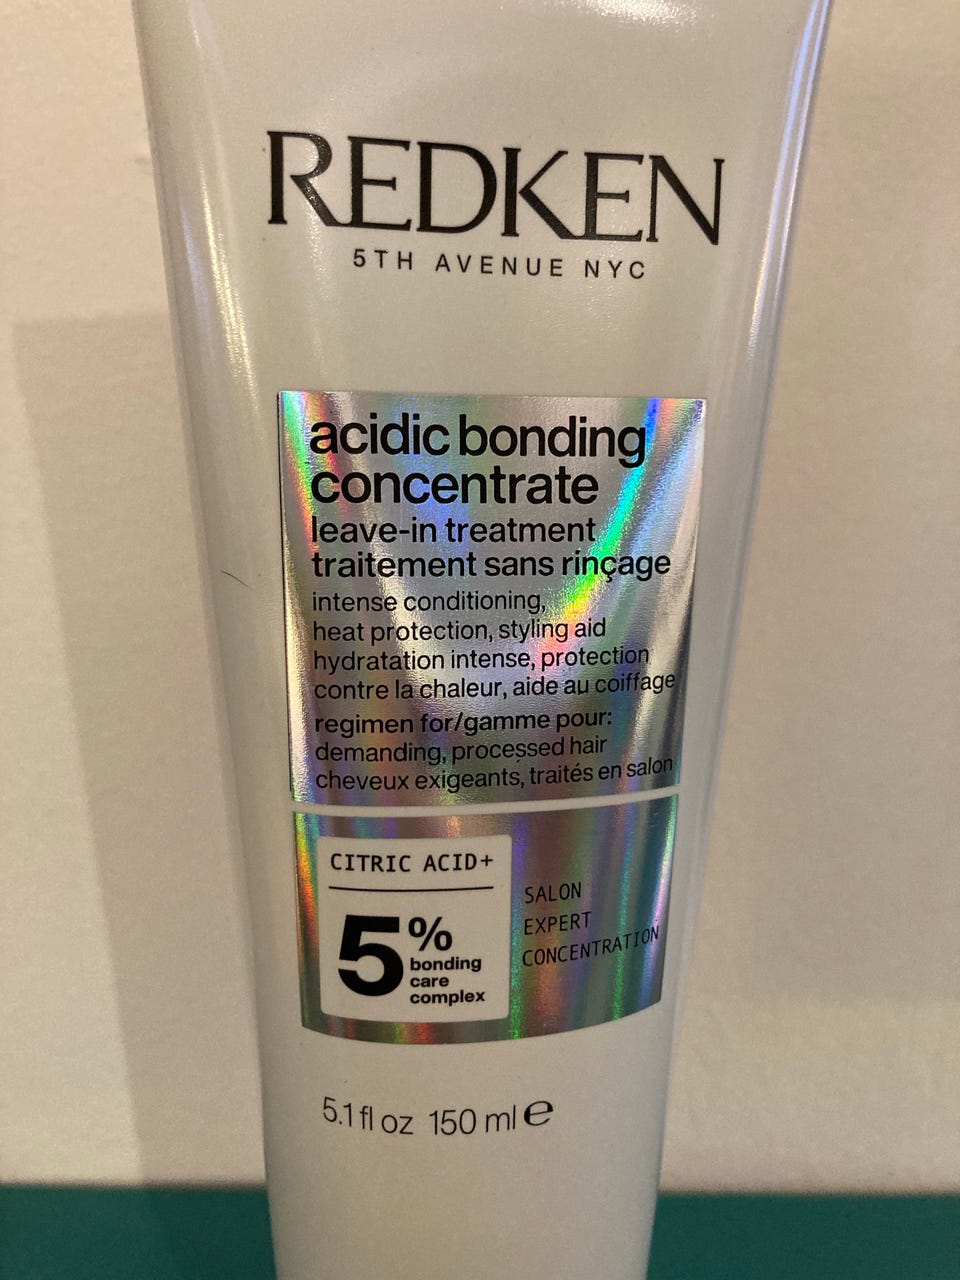 REDKEN
5TH AVENUE NYC
acidic bonding
concentrate
leave-in treatment
traitement sans rinçage
intense conditioning,
heat protection, styling aid
hydratation intense, protection
contre la chaleur, aide au coiffage
regimen for/gamme pour:
demanding, processed hair
cheveux exigeants, traités en salon
CITRIC ACID+
5%
bonding
care
complex
SALON
EXPERT
CONCENTRATION
5.1 fl oz 150 ml ℮